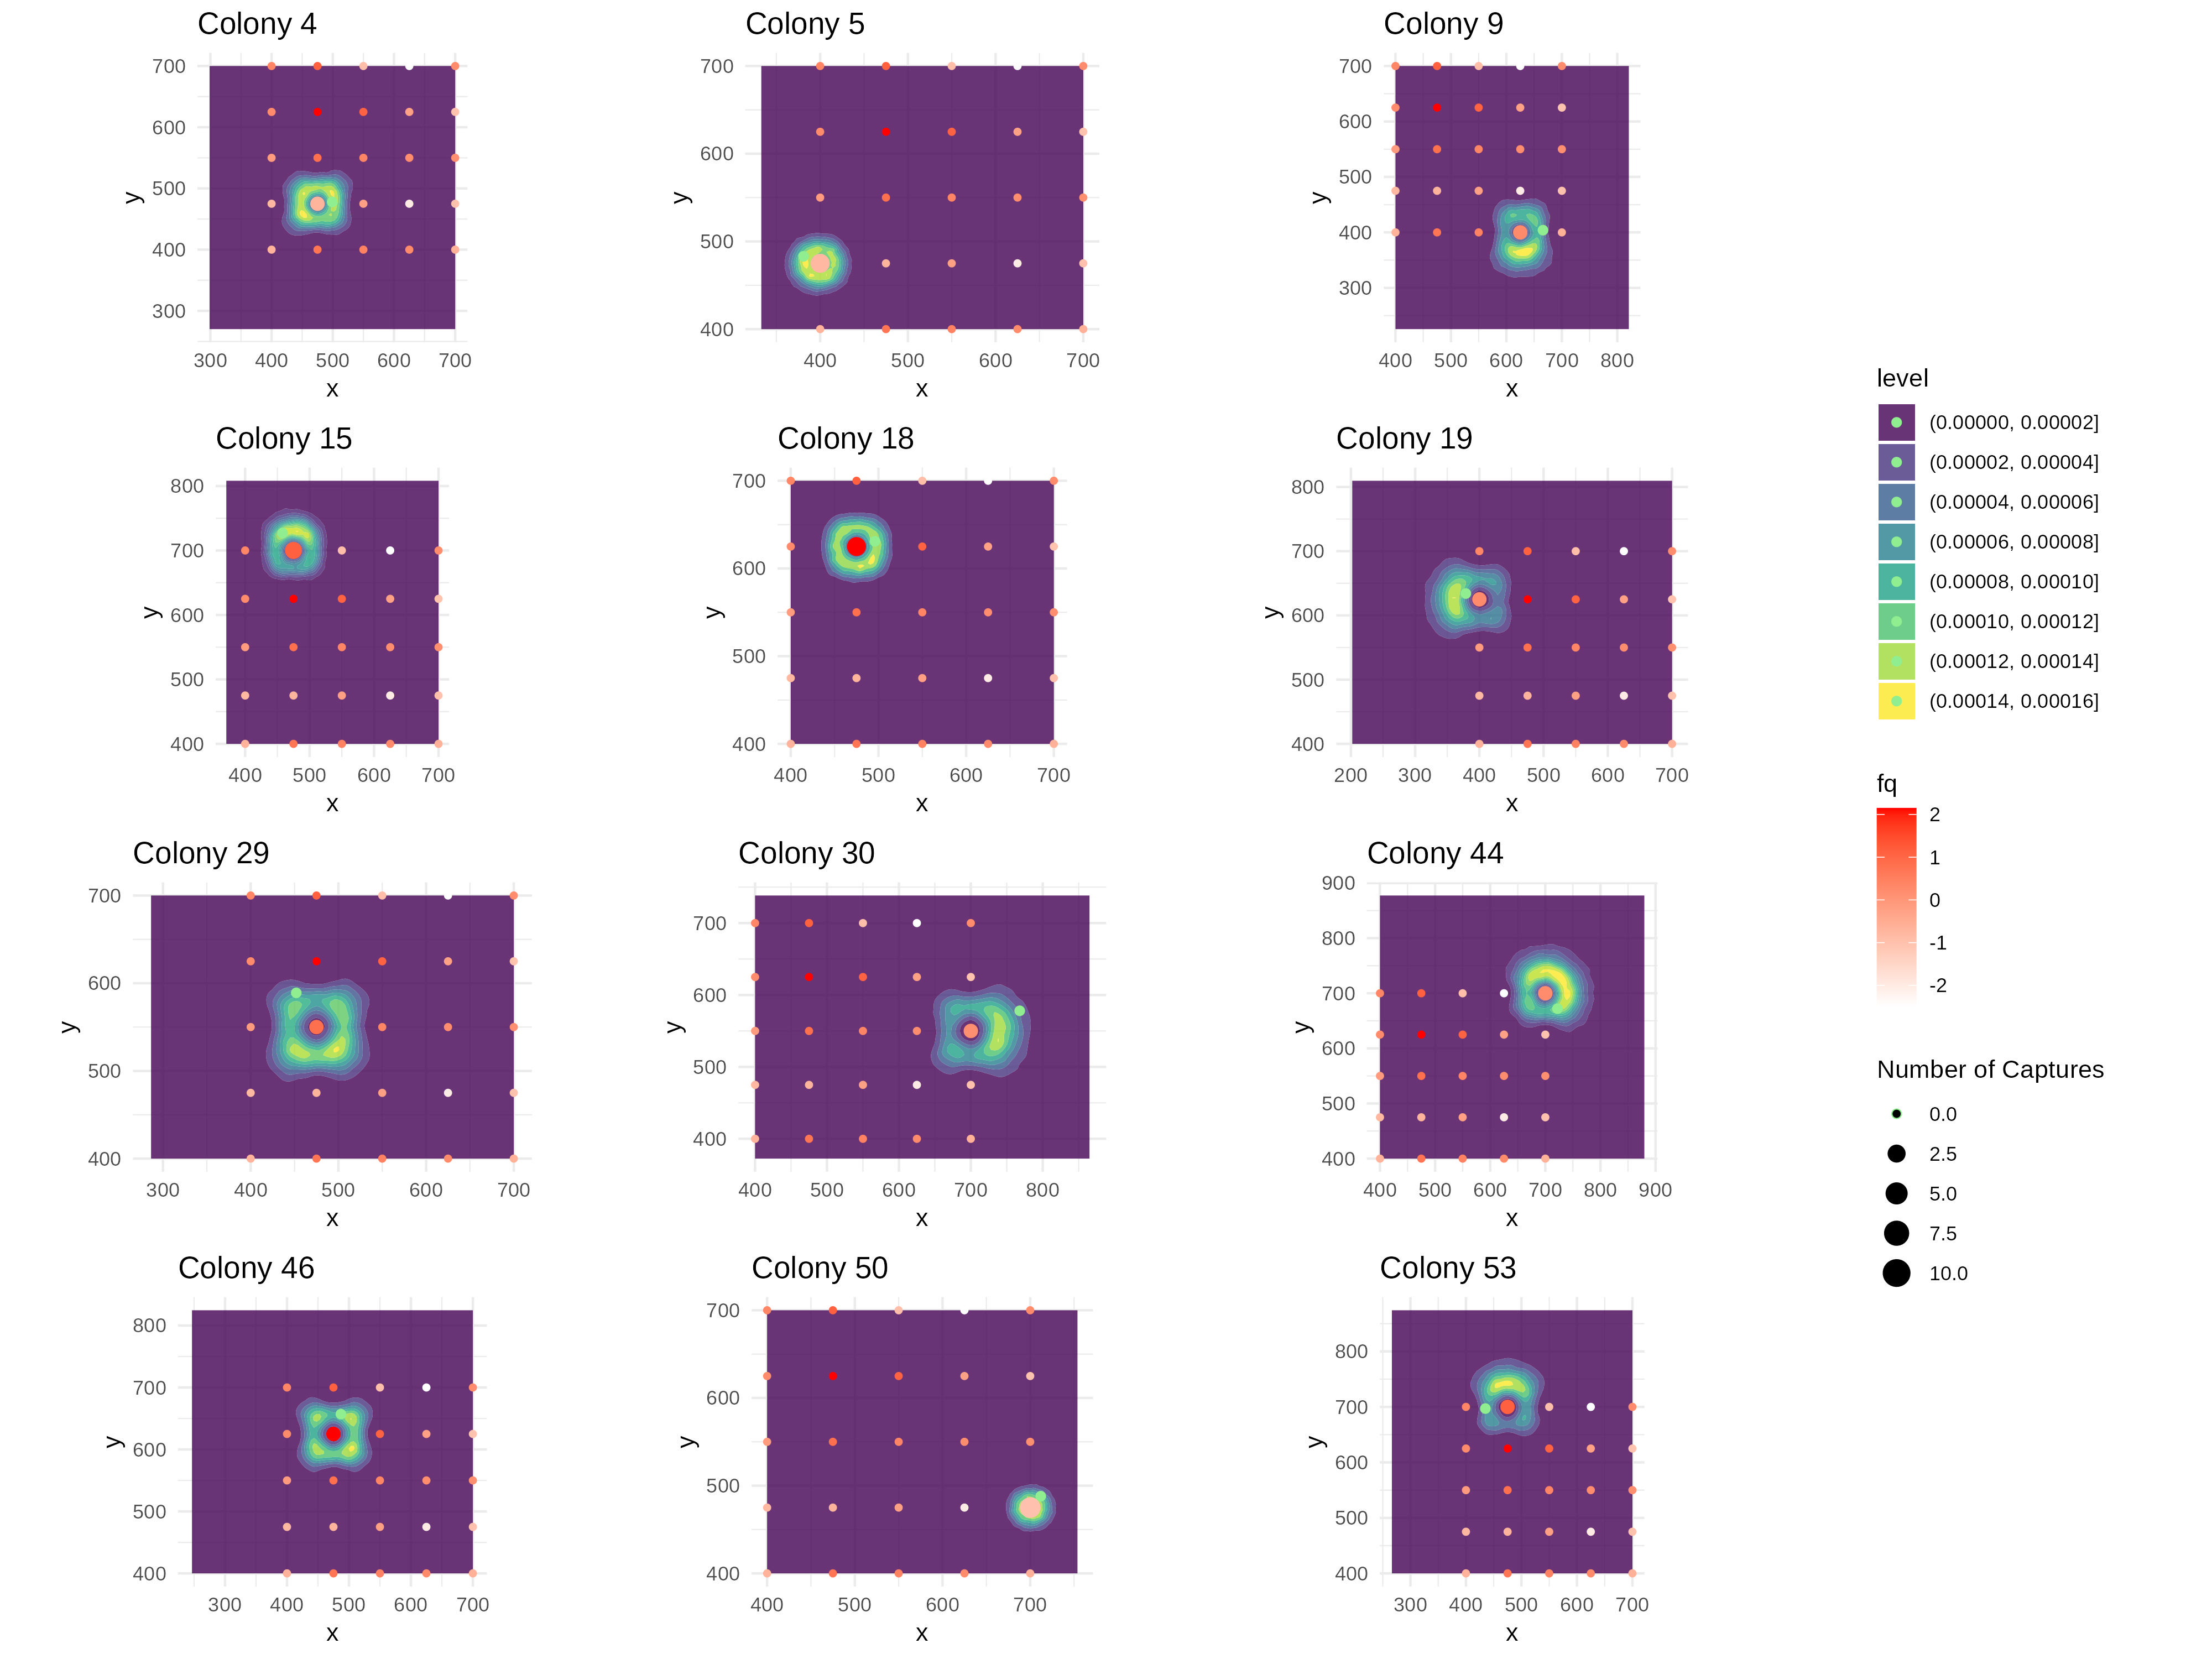 Colony 4
700
600
500
400
300
300 400 500 600 700
x
y
Colony 5
700
600
500
400
400 500 600 700
x
y
Colony 9
700
600
500
400
300
400 500 600 700 800
x
y
Colony 15
800
700
600
500
400
400 500 600 700
x
y
Colony 18
700
600
500
400
400 500 600 700
x
y
Colony 19
800
700
600
500
400
200 300 400 500 600 700
x
y
Colony 29
700
600
500
400
300 400 500 600 700
x
y
Colony 30
700
600
500
400
400 500 600 700 800
x
y
Colony 44
900
800
700
600
500
400
400 500 600 700 800 900
x
y
Colony 46
800
700
600
500
400
300 400 500 600 700
x
y
Colony 50
700
600
500
400
400 500 600 700
x
y
Colony 53
800
700
600
500
400
300 400 500 600 700
x
y
level
(0.00000, 0.00002]
(0.00002, 0.00004]
(0.00004, 0.00006]
(0.00006, 0.00008]
(0.00008, 0.00010]
(0.00010, 0.00012]
(0.00012, 0.00014]
(0.00014, 0.00016]
fq
2
1
0
-1
-2
Number of Captures
0.0
2.5
5.0
7.5
10.0